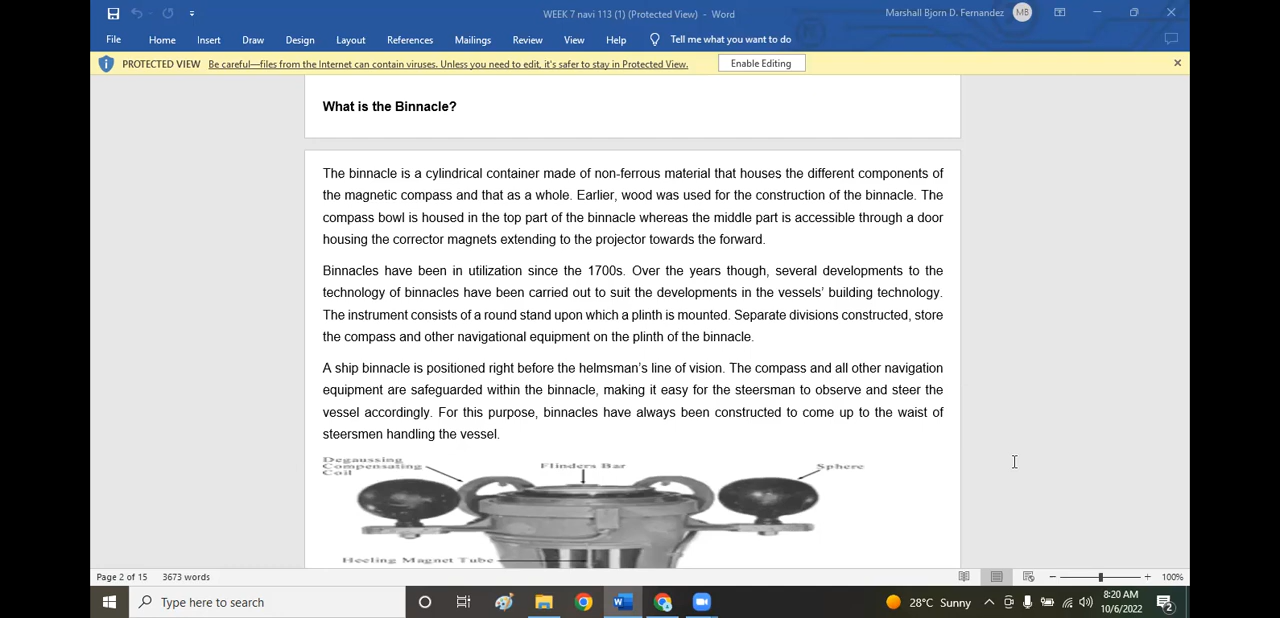 WEEK 7 navi 113 (1) (Protected View) - Word
Marshall Bjorn D. Fernandez
MB
File Home Insert Draw Design Layout References Mailings Review View Help Tell me what you want to do
PROTECTED VIEW Be careful—files from the Internet can contain viruses. Unless you need to edit, it's safer to stay in Protected View. Enable Editing
What is the Binnacle?
The binnacle is a cylindrical container made of non-ferrous material that houses the different components of
the magnetic compass and that as a whole. Earlier, wood was used for the construction of the binnacle. The
compass bowl is housed in the top part of the binnacle whereas the middle part is accessible through a door
housing the corrector magnets extending to the projector towards the forward.
Binnacles have been in utilization since the 1700s. Over the years though, several developments to the
technology of binnacles have been carried out to suit the developments in the vessels' building technology.
The instrument consists of a round stand upon which a plinth is mounted. Separate divisions constructed, store
the compass and other navigational equipment on the plinth of the binnacle.
A ship binnacle is positioned right before the helmsman's line of vision. The compass and all other navigation
equipment are safeguarded within the binnacle, making it easy for the steersman to observe and steer the
vessel accordingly. For this purpose, binnacles have always been constructed to come up to the waist of
steersmen handling the vessel.
Degaussing
Compensating
Coil
Flinders Bar
Sphere
Heeling Magnet Tube
Page 2 of 15 3673 words 100%
Type here to search
28°C Sunny
8:20 AM
10/6/2022
2